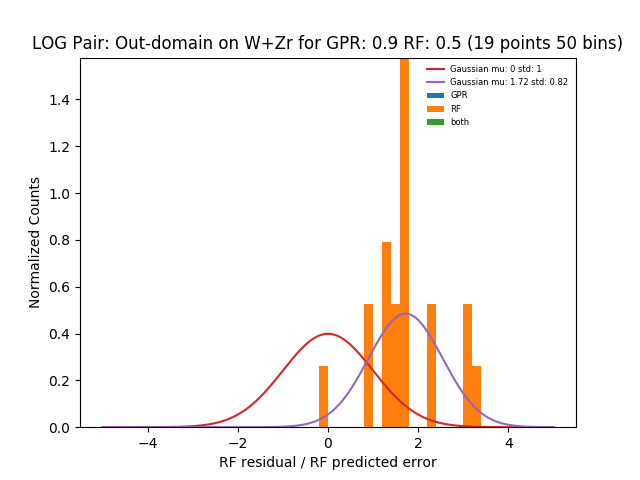 LOG Pair: Out-domain on W+Zr for GPR: 0.9 RF: 0.5 (19 points 50 bins)
Gaussian mu: 0 std: 1
Gaussian mu: 1.72 std: 0.82
GPR
RF
both
Normalized Counts
1.4
1.2
1.0
0.8
0.6
0.4
0.2
0.0
−4 −2 0 2 4
RF residual / RF predicted error